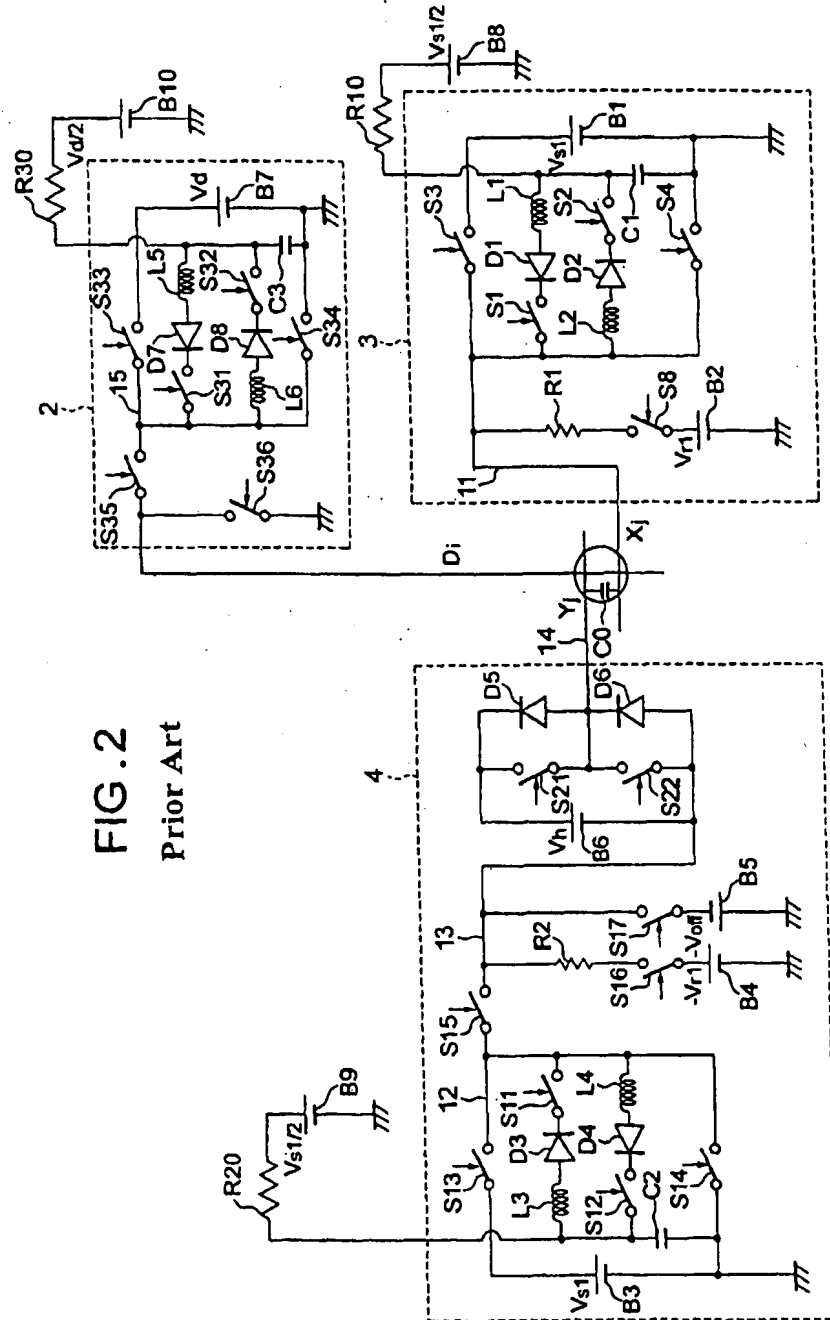 FIG.2
Prior Art
R30
Vd/2
B10
2
S35
S36
15
S33
L5
D7
S31
D8
L6
S32
C3
S34
Vd
B7
Di
R10
Vs1/2
B8
3
S3
L1
D1
S1
S2
D2
L2
C1
S4
Vs1
B1
R1
S8
Vr1
B2
11
Xj
Yj
C0
14
4
D5
D6
S21
S22
Vh
B6
13
R2
S16
S17
-Vr1
-Voff
B4
B5
S15
12
S13
S11
D3
L3
L4
D4
S12
C2
S14
Vs1
B3
R20
Vs1/2
B9